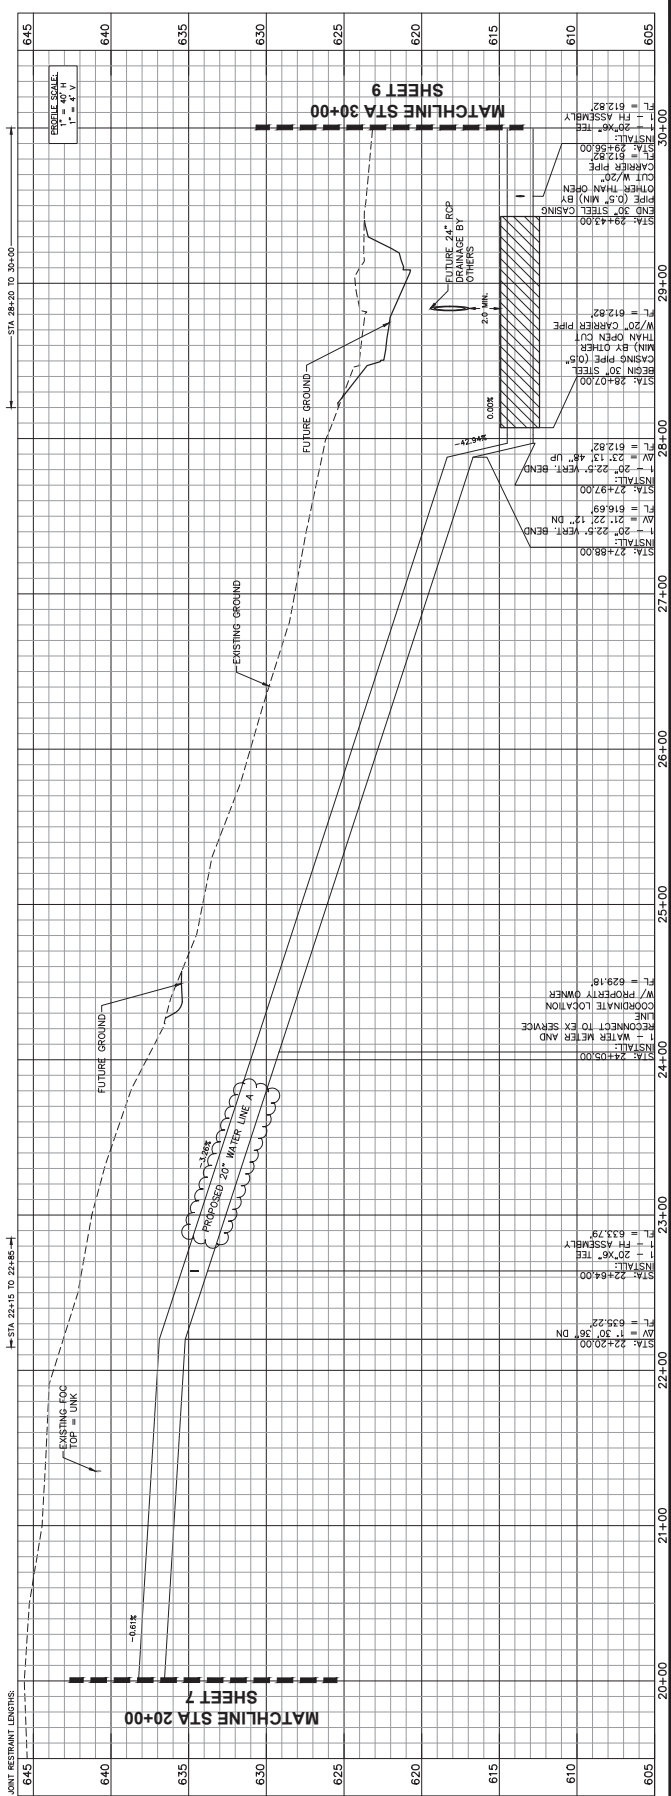 JOINT RESTRAINT LENGTHS:
STA 22+15 TO 22+85
STA 28+20 TO 30+00
PROFILE SCALE:
1" = 40' H
1" = 4' V
645
640
635
630
625
620
615
610
605
645
640
635
630
625
620
615
610
605
MATCHLINE STA 20+00
SHEET 7
-0.61%
EXISTING FOC
TOP = UNK
-3.26%
PROPOSED 20" WATER LINE A
FUTURE GROUND
EXISTING GROUND
FUTURE GROUND
-42.94%
0.00%
2.0 MIN.
FUTURE 24" RCP
DRAINAGE BY
OTHERS
MATCHLINE STA 30+00
SHEET 9
STA: 22+20.00
ΔV = 1° 30' 36" DN
FL = 635.22'
STA: 22+64.00
INSTALL:
1 - 20"X6" TEE
1 - FH ASSEMBLY
FL = 633.79'
STA: 24+05.00
INSTALL:
1 - WATER METER AND
RECONNECT TO EX SERVICE
LINE
COORDINATE LOCATION
W/ PROPERTY OWNER
FL = 629.18'
STA: 27+88.00
INSTALL:
1 - 20" 22.5° VERT. BEND
ΔV = 21° 22' 12" DN
FL = 616.69'
STA: 27+97.00
INSTALL:
1 - 20" 22.5° VERT. BEND
ΔV = 23° 13' 48" UP
FL = 612.82'
STA: 28+07.00
BEGIN 30" STEEL
CASING PIPE (0.5"
MIN) BY OTHER
THAN OPEN CUT
W/20" CARRIER PIPE
FL = 612.82'
STA: 29+43.00
END 30" STEEL CASING
PIPE (0.5" MIN) BY
OTHER THAN OPEN
CUT W/20"
CARRIER PIPE
FL = 612.82'
STA: 29+56.00
INSTALL:
1 - 20"X6" TEE
1 - FH ASSEMBLY
FL = 612.82'
20+00
21+00
22+00
23+00
24+00
25+00
26+00
27+00
28+00
29+00
30+00